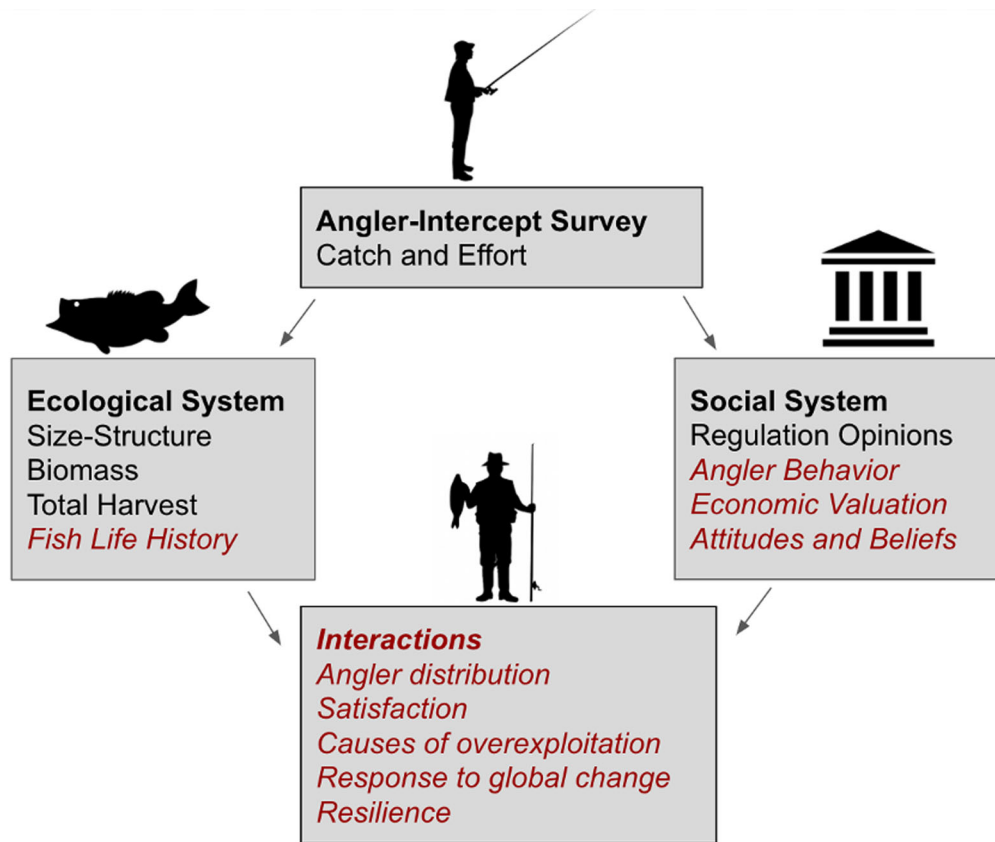 Angler-Intercept Survey
Catch and Effort
Ecological System
Size-Structure
Biomass
Total Harvest
Fish Life History
Social System
Regulation Opinions
Angler Behavior
Economic Valuation
Attitudes and Beliefs
Interactions
Angler distribution
Satisfaction
Causes of overexploitation
Response to global change
Resilience